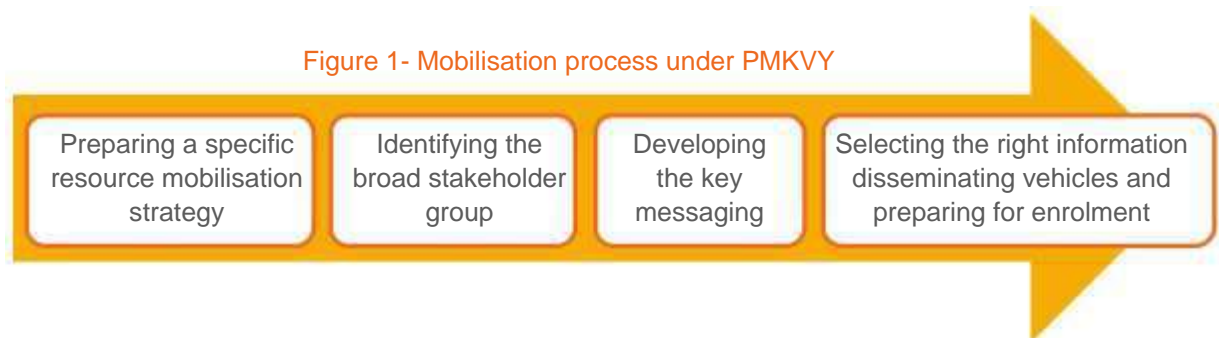 Figure 1- Mobilisation process under PMKVY
Preparing a specific
resource mobilisation
strategy
Identifying the
broad stakeholder
group
Developing
the key
messaging
Selecting the right information
disseminating vehicles and
preparing for enrolment